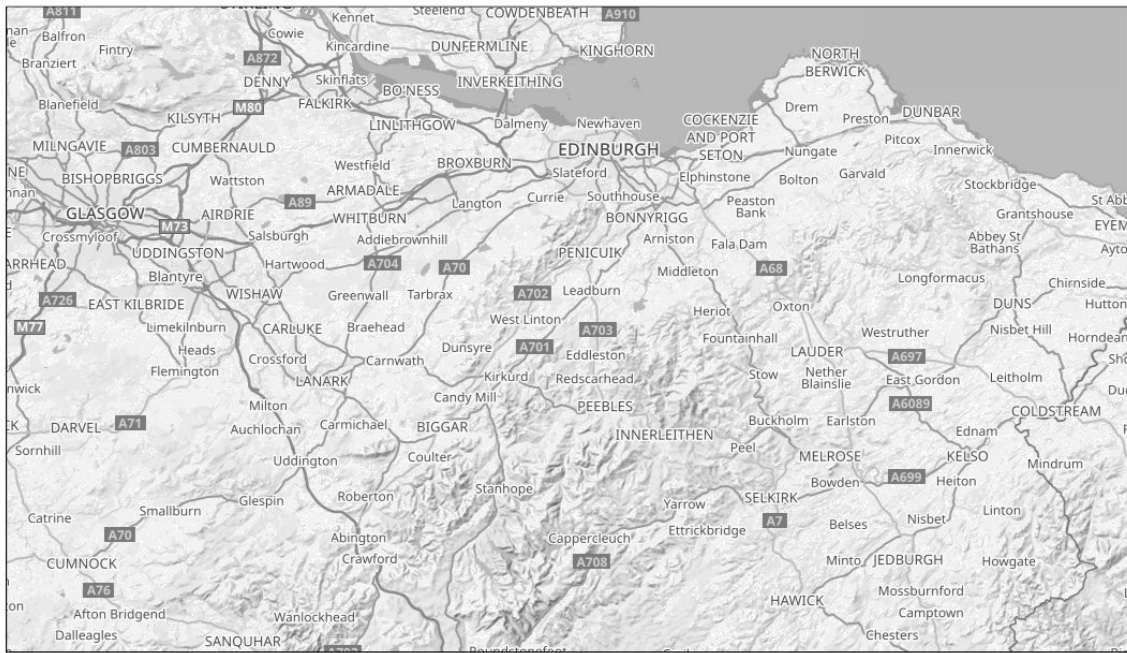 A811
STIRLING
Steelend
COWDENBEATH
A910
Balfron
Cowie
Kennet
Fintry
Kincardine
DUNFERMLINE
KINGHORN
Branziert
A872
NORTH
BERWICK
DENNY
Skinflats
INVERKEITHING
BO'NESS
Blanefield
M80
FALKIRK
Drem
KILSYTH
LINLITHGOW
Dalmeny
Newhaven
COCKENZIE
AND PORT
SETON
Preston
DUNBAR
MILNGAVIE
A803
CUMBERNAULD
EDINBURGH
Pitcox
Innerwick
BISHOPBRIGGS
Westfield
BROXBURN
Nungate
Wattston
Slateford
Elphinstone
Bolton
Garvald
ARMADALE
Stockbridge
A89
Langton
Currie
Southhouse
Peaston
Bank
St Abb
GLASGOW
AIRDRIE
WHITBURN
BONNYRIGG
Grantshouse
M73
EYEM
Crossmyloof
Salsburgh
Addiebrownhill
Arniston
Fala Dam
Abbey St
Bathans
UDDINGSTON
PENICUIK
Ayto
ARRHEAD
Hartwood
A704
A70
Middleton
A68
Blantyre
Longformacus
Chirnside
A726
EAST KILBRIDE
WISHAW
Greenwall
Tarbrax
A702
Leadburn
DUNS
Hutton
M77
Limekilnburn
CARLUKE
Braehead
West Linton
A703
Heriot
Oxton
Westruther
Nisbet Hill
Horndean
Heads
Crossford
Carnwath
Dunsyre
A701
Eddleston
Fountainhall
LAUDER
A697
Flemington
LANARK
Kirkurd
Redscarhead
Stow
Nether
Blainslie
East Gordon
Leitholm
nwick
Milton
Candy Mill
PEEBLES
A6089
COLDSTREAM
DARVEL
A71
Auchlochan
Carmichael
BIGGAR
INNERLEITHEN
Buckholm
Earlston
Ednam
Sornhill
Uddington
Coulter
Peel
MELROSE
KELSO
Mindrum
Bowden
A699
Heiton
Glespin
Roberton
Stanhope
Yarrow
SELKIRK
Catrine
Smallburn
Linton
A70
Abington
Ettrickbridge
A7
Belses
Nisbet
CUMNOCK
Crawford
Cappercleuch
A708
Minto
JEDBURGH
Howgate
A76
Mossburnford
Afton Bridgend
Wanlockhead
HAWICK
Camptown
Dalleagles
SANQUHAR
Chesters